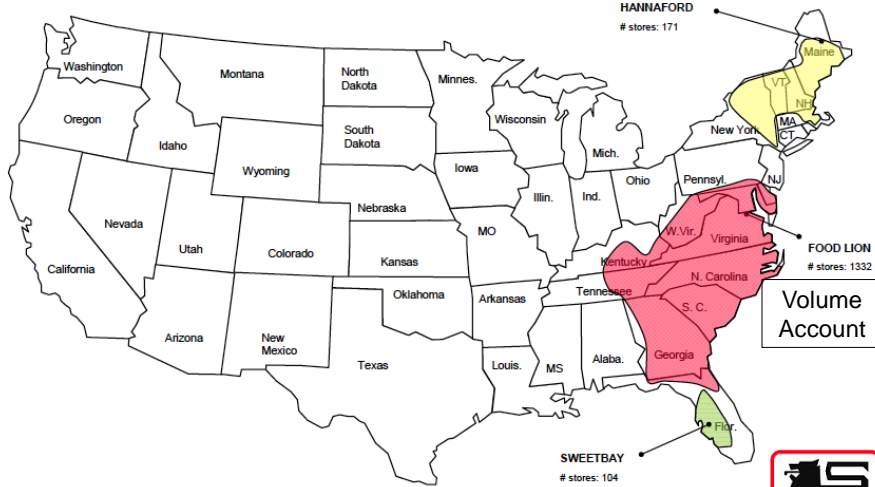 HANNAFORD
# stores: 171
Maine
Washington
Montana
North
Dakota
Minnes.
VT
NH
Oregon
Idaho
South
Dakota
Wisconsin
Mich.
New York
MA
CT
Wyoming
Iowa
Nebraska
Illin.
Ind.
Ohio
Pennsyl.
NJ
Nevada
Utah
Colorado
Kansas
MO
W.Vir.
Virginia
FOOD LION
# stores: 1332
California
Kentucky
N. Carolina
Oklahoma
Arkansas
Tennessee
S. C.
Volume
Account
Arizona
New
Mexico
Texas
Louis.
MS
Alaba.
Georgia
Flor.
SWEETBAY
# stores: 104